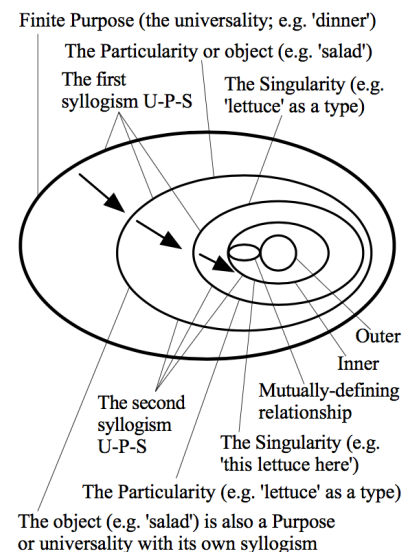 Finite Purpose (the universality; e.g. 'dinner')
The Particularity or object (e.g. 'salad')
The first
syllogism U-P-S
The Singularity (e.g.
'lettuce' as a type)
Outer
Inner
Mutually-defining
relationship
The second
syllogism
U-P-S
The Singularity (e.g.
'this lettuce here')
The Particularity (e.g. 'lettuce' as a type)
The object (e.g. 'salad') is also a Purpose
or universality with its own syllogism